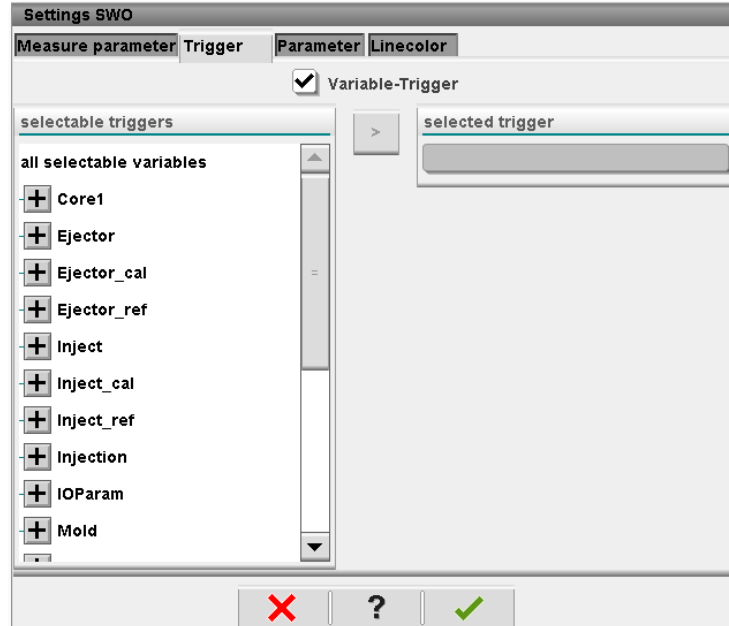 Settings SWO
Measure parameter Trigger Parameter Linecolor
Variable-Trigger
selectable triggers > selected trigger
all selectable variables
Core1
Ejector
Ejector_cal
Ejector_ref
Inject
Inject_cal
Inject_ref
Injection
IOParam
Mold
?